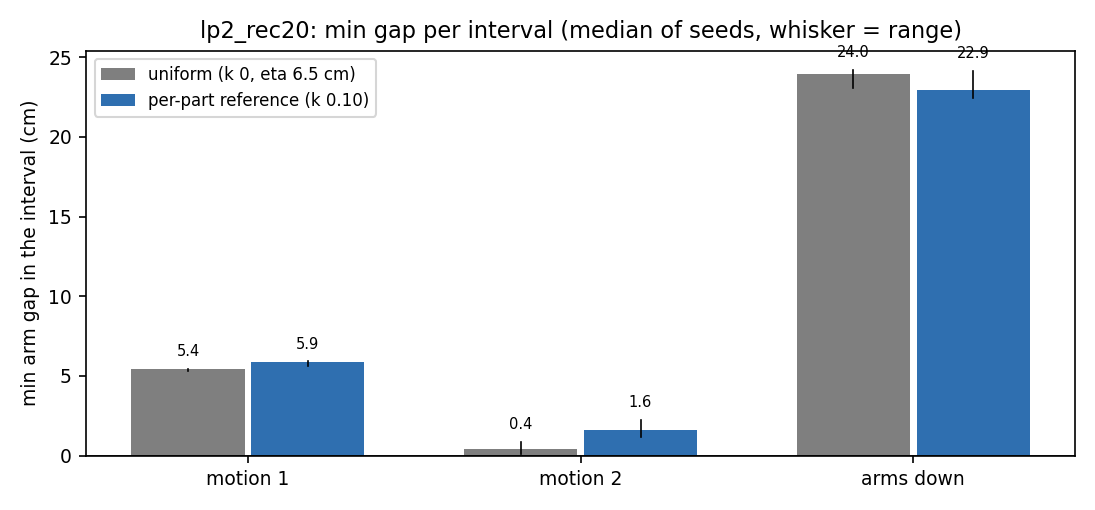 lp2_rec20: min gap per interval (median of seeds, whisker = range)
uniform (k 0, eta 6.5 cm)
per-part reference (k 0.10)
min arm gap in the interval (cm)
25
20
15
10
5
0
5.4
5.9
0.4
1.6
24.0
22.9
motion 1
motion 2
arms down